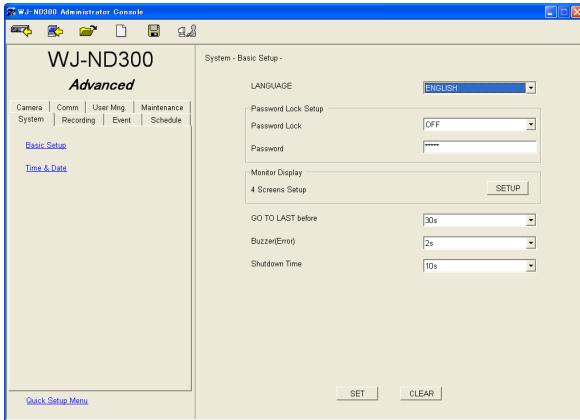 WJ-ND300 Administrator Console
WJ-ND300
Advanced
Camera Comm User Mng. Maintenance
System Recording Event Schedule
Basic Setup
Time & Date
Quick Setup Menu
System - Basic Setup -
LANGUAGE ENGLISH
Password Lock Setup
Password Lock OFF
Password *****
Monitor Display
4 Screens Setup SETUP
GO TO LAST before 30s
Buzzer(Error) 2s
Shutdown Time 10s
SET CLEAR